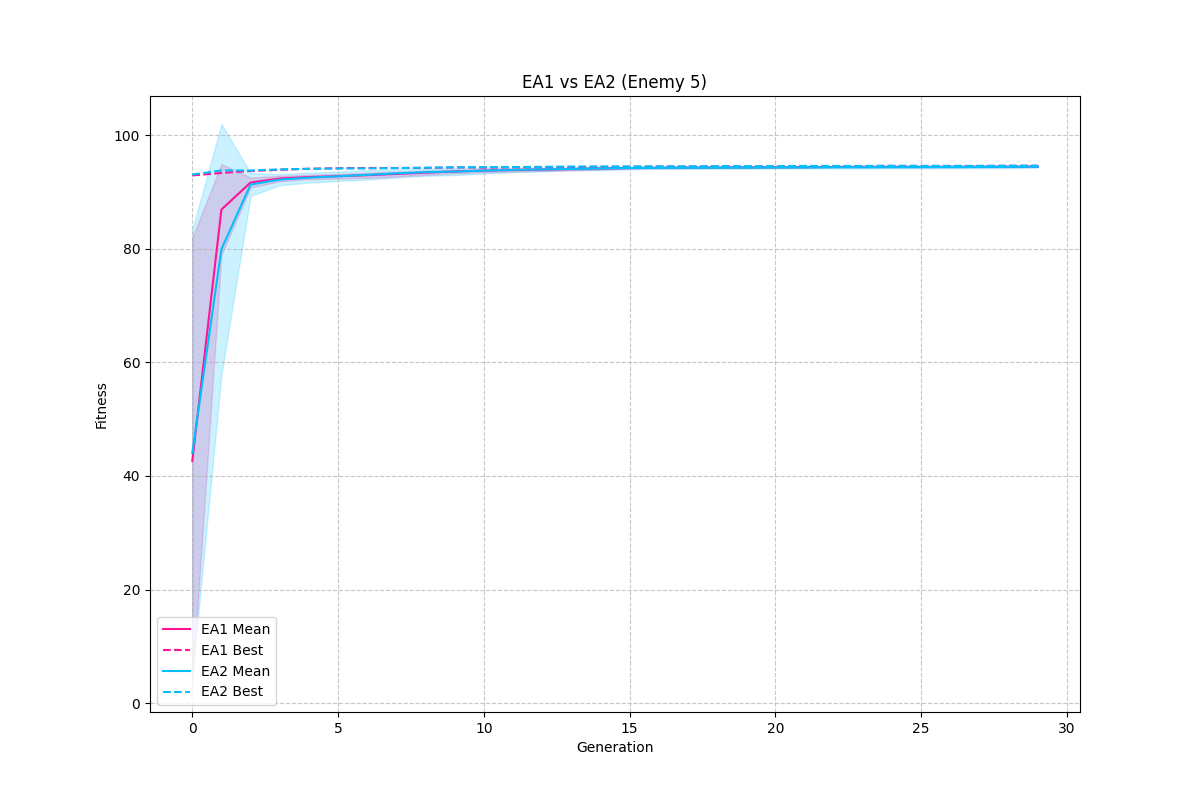 EA1 vs EA2 (Enemy 5)
Fitness
100
80
60
40
20
0
EA1 Mean
EA1 Best
EA2 Mean
EA2 Best
0 5 10 15 20 25 30
Generation